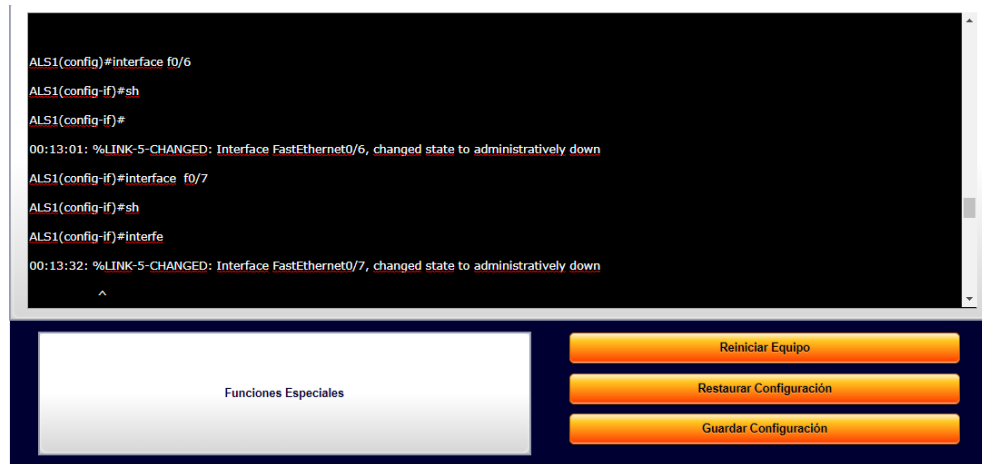 ALS1(config)#interface f0/6
ALS1(config-if)#sh
ALS1(config-if)#
00:13:01: %LINK-5-CHANGED: Interface FastEthernet0/6, changed state to administratively down
ALS1(config-if)#interface  f0/7
ALS1(config-if)#sh
ALS1(config-if)#interfe
00:13:32: %LINK-5-CHANGED: Interface FastEthernet0/7, changed state to administratively down
^
Funciones Especiales
Reiniciar Equipo
Restaurar Configuración
Guardar Configuración